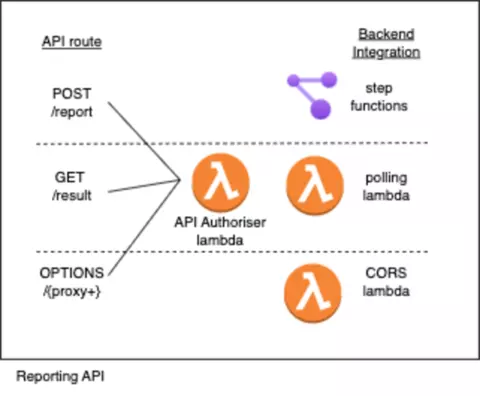 API route
Backend
Integration
POST
/report
step
functions
GET
/result
API Authoriser
lambda
polling
lambda
OPTIONS
/{proxy+}
CORS
lambda
Reporting API